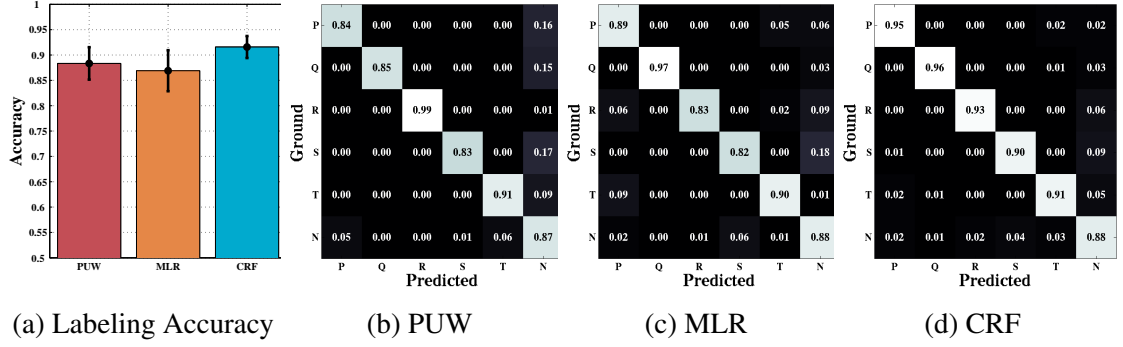 Accuracy
1
0.95
0.9
0.85
0.8
0.75
0.7
0.65
0.6
0.55
0.5
PUW MLR CRF
(a) Labeling Accuracy
Ground
P 0.84 0.00 0.00 0.00 0.00 0.16
Q 0.00 0.85 0.00 0.00 0.00 0.15
R 0.00 0.00 0.99 0.00 0.00 0.01
S 0.00 0.00 0.00 0.83 0.00 0.17
T 0.00 0.00 0.00 0.00 0.91 0.09
N 0.05 0.00 0.00 0.01 0.06 0.87
P Q R S T N
Predicted
(b) PUW
Ground
P 0.89 0.00 0.00 0.00 0.05 0.06
Q 0.00 0.97 0.00 0.00 0.00 0.03
R 0.06 0.00 0.83 0.00 0.02 0.09
S 0.00 0.00 0.00 0.82 0.00 0.18
T 0.09 0.00 0.00 0.00 0.90 0.01
N 0.02 0.00 0.01 0.06 0.01 0.88
P Q R S T N
Predicted
(c) MLR
Ground
P 0.95 0.00 0.00 0.00 0.02 0.02
Q 0.00 0.96 0.00 0.00 0.01 0.03
R 0.00 0.00 0.93 0.00 0.00 0.06
S 0.01 0.00 0.00 0.90 0.00 0.09
T 0.02 0.01 0.00 0.00 0.91 0.05
N 0.02 0.01 0.02 0.04 0.03 0.88
P Q R S T N
Predicted
(d) CRF